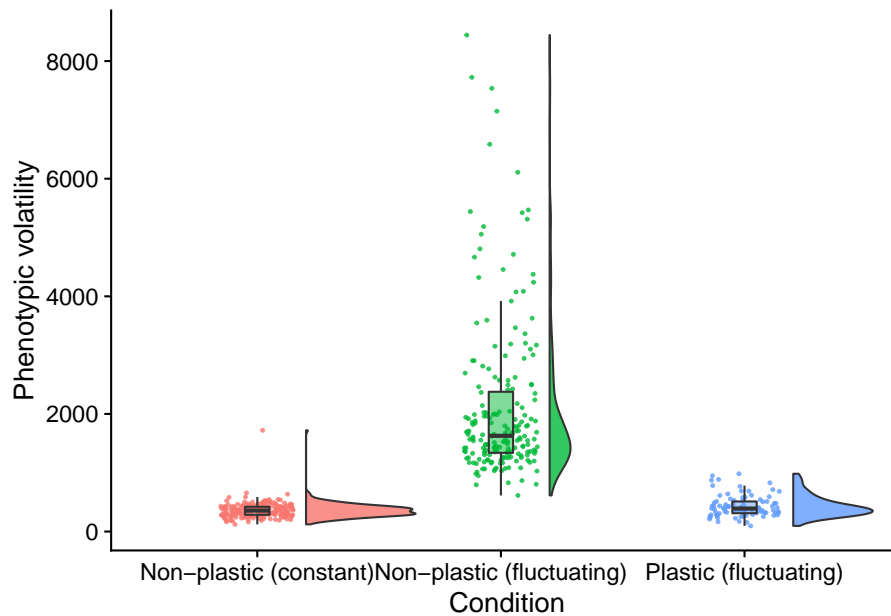 8000
6000
4000
2000
0
Phenotypic volatility
Non−plastic (constant)
Non−plastic (fluctuating)
Plastic (fluctuating)
Condition